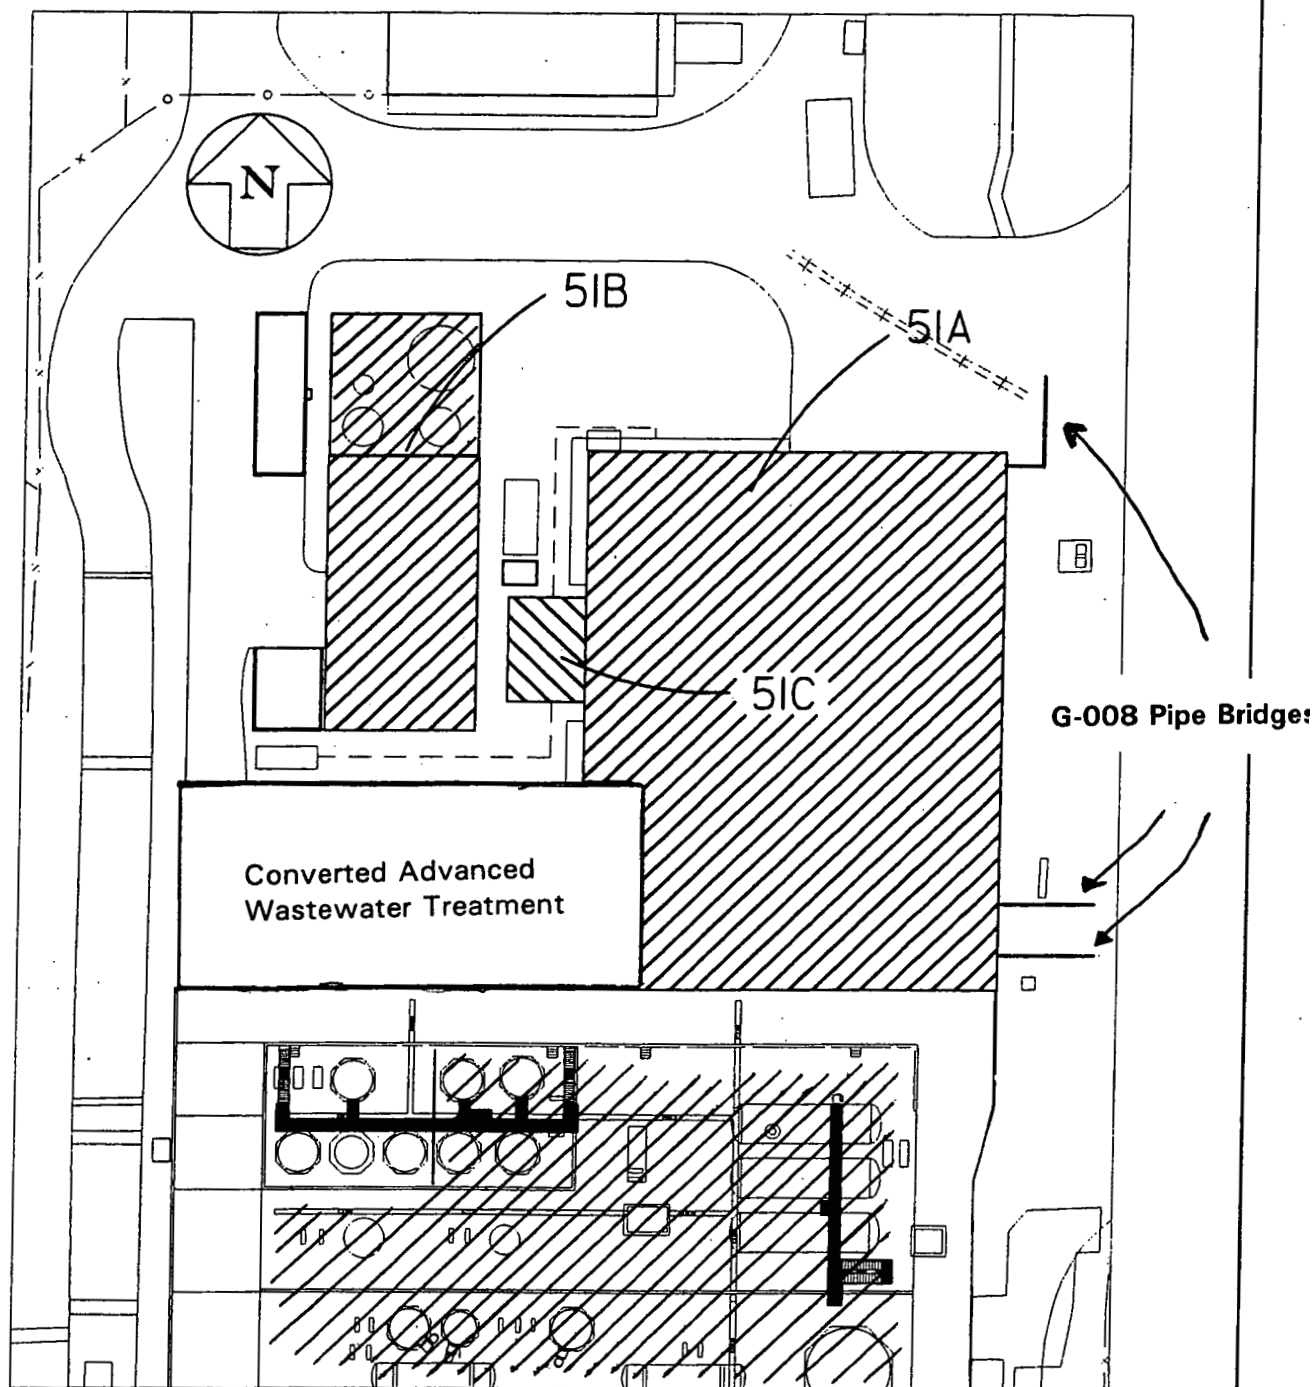 N
51B
51A
51C
G-008 Pipe Bridges
Converted Advanced
Wastewater Treatment